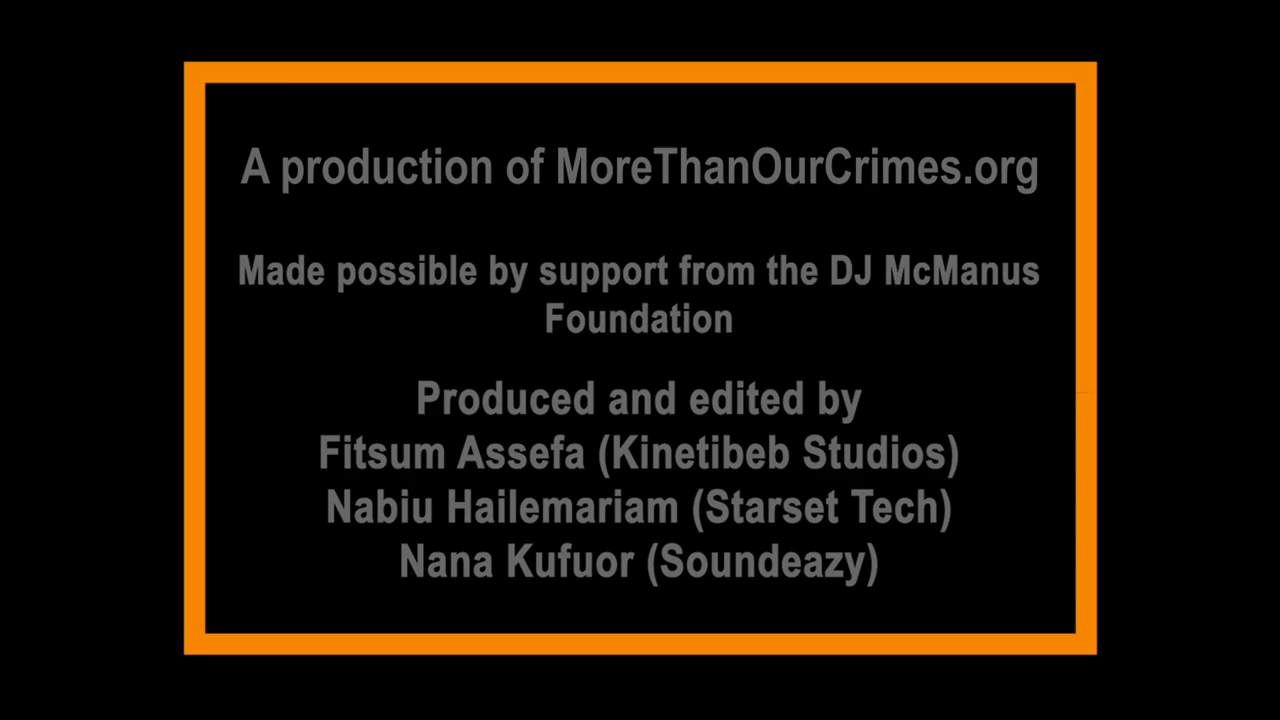 A production of MoreThanOurCrimes.org
Made possible by support from the DJ McManus
Foundation
Produced and edited by
Fitsum Assefa (Kinetibeb Studios)
Nabiu Hailemariam (Starset Tech)
Nana Kufuor (Soundeazy)